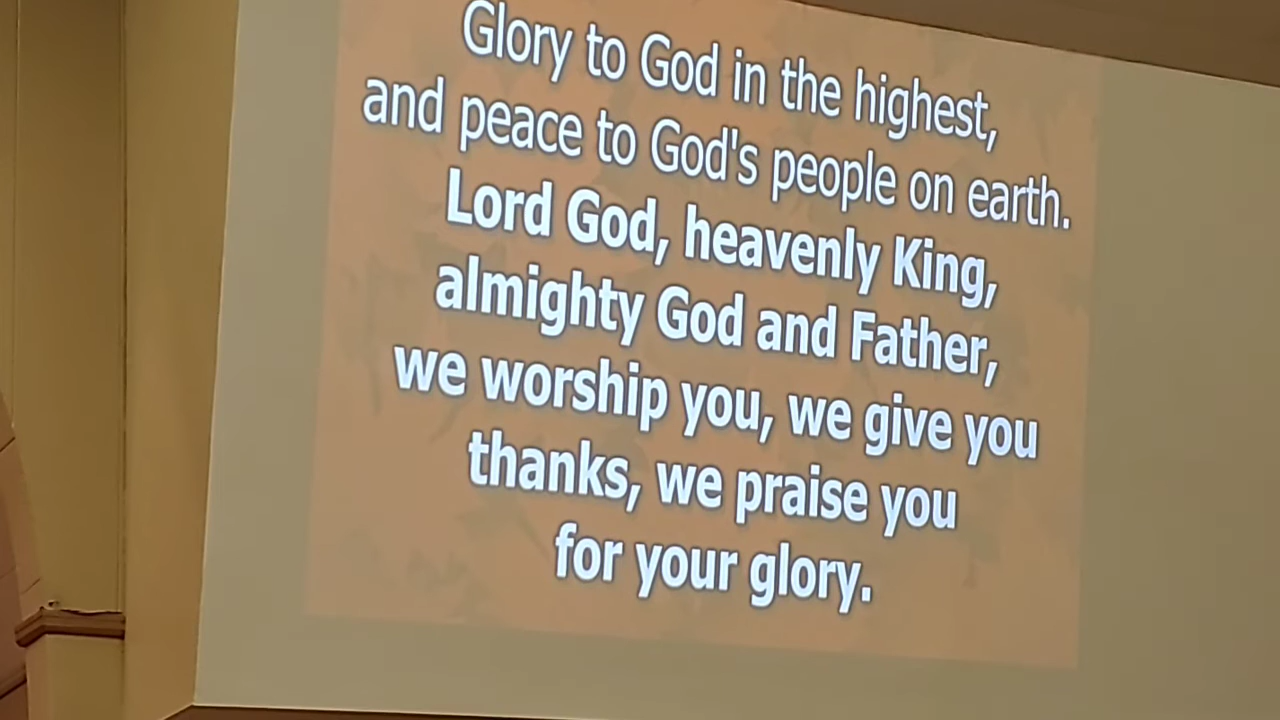 Glory to God in the highest,
and peace to God's people on earth.
Lord God, heavenly King,
almighty God and Father,
we worship you, we give you
thanks, we praise you
for your glory.